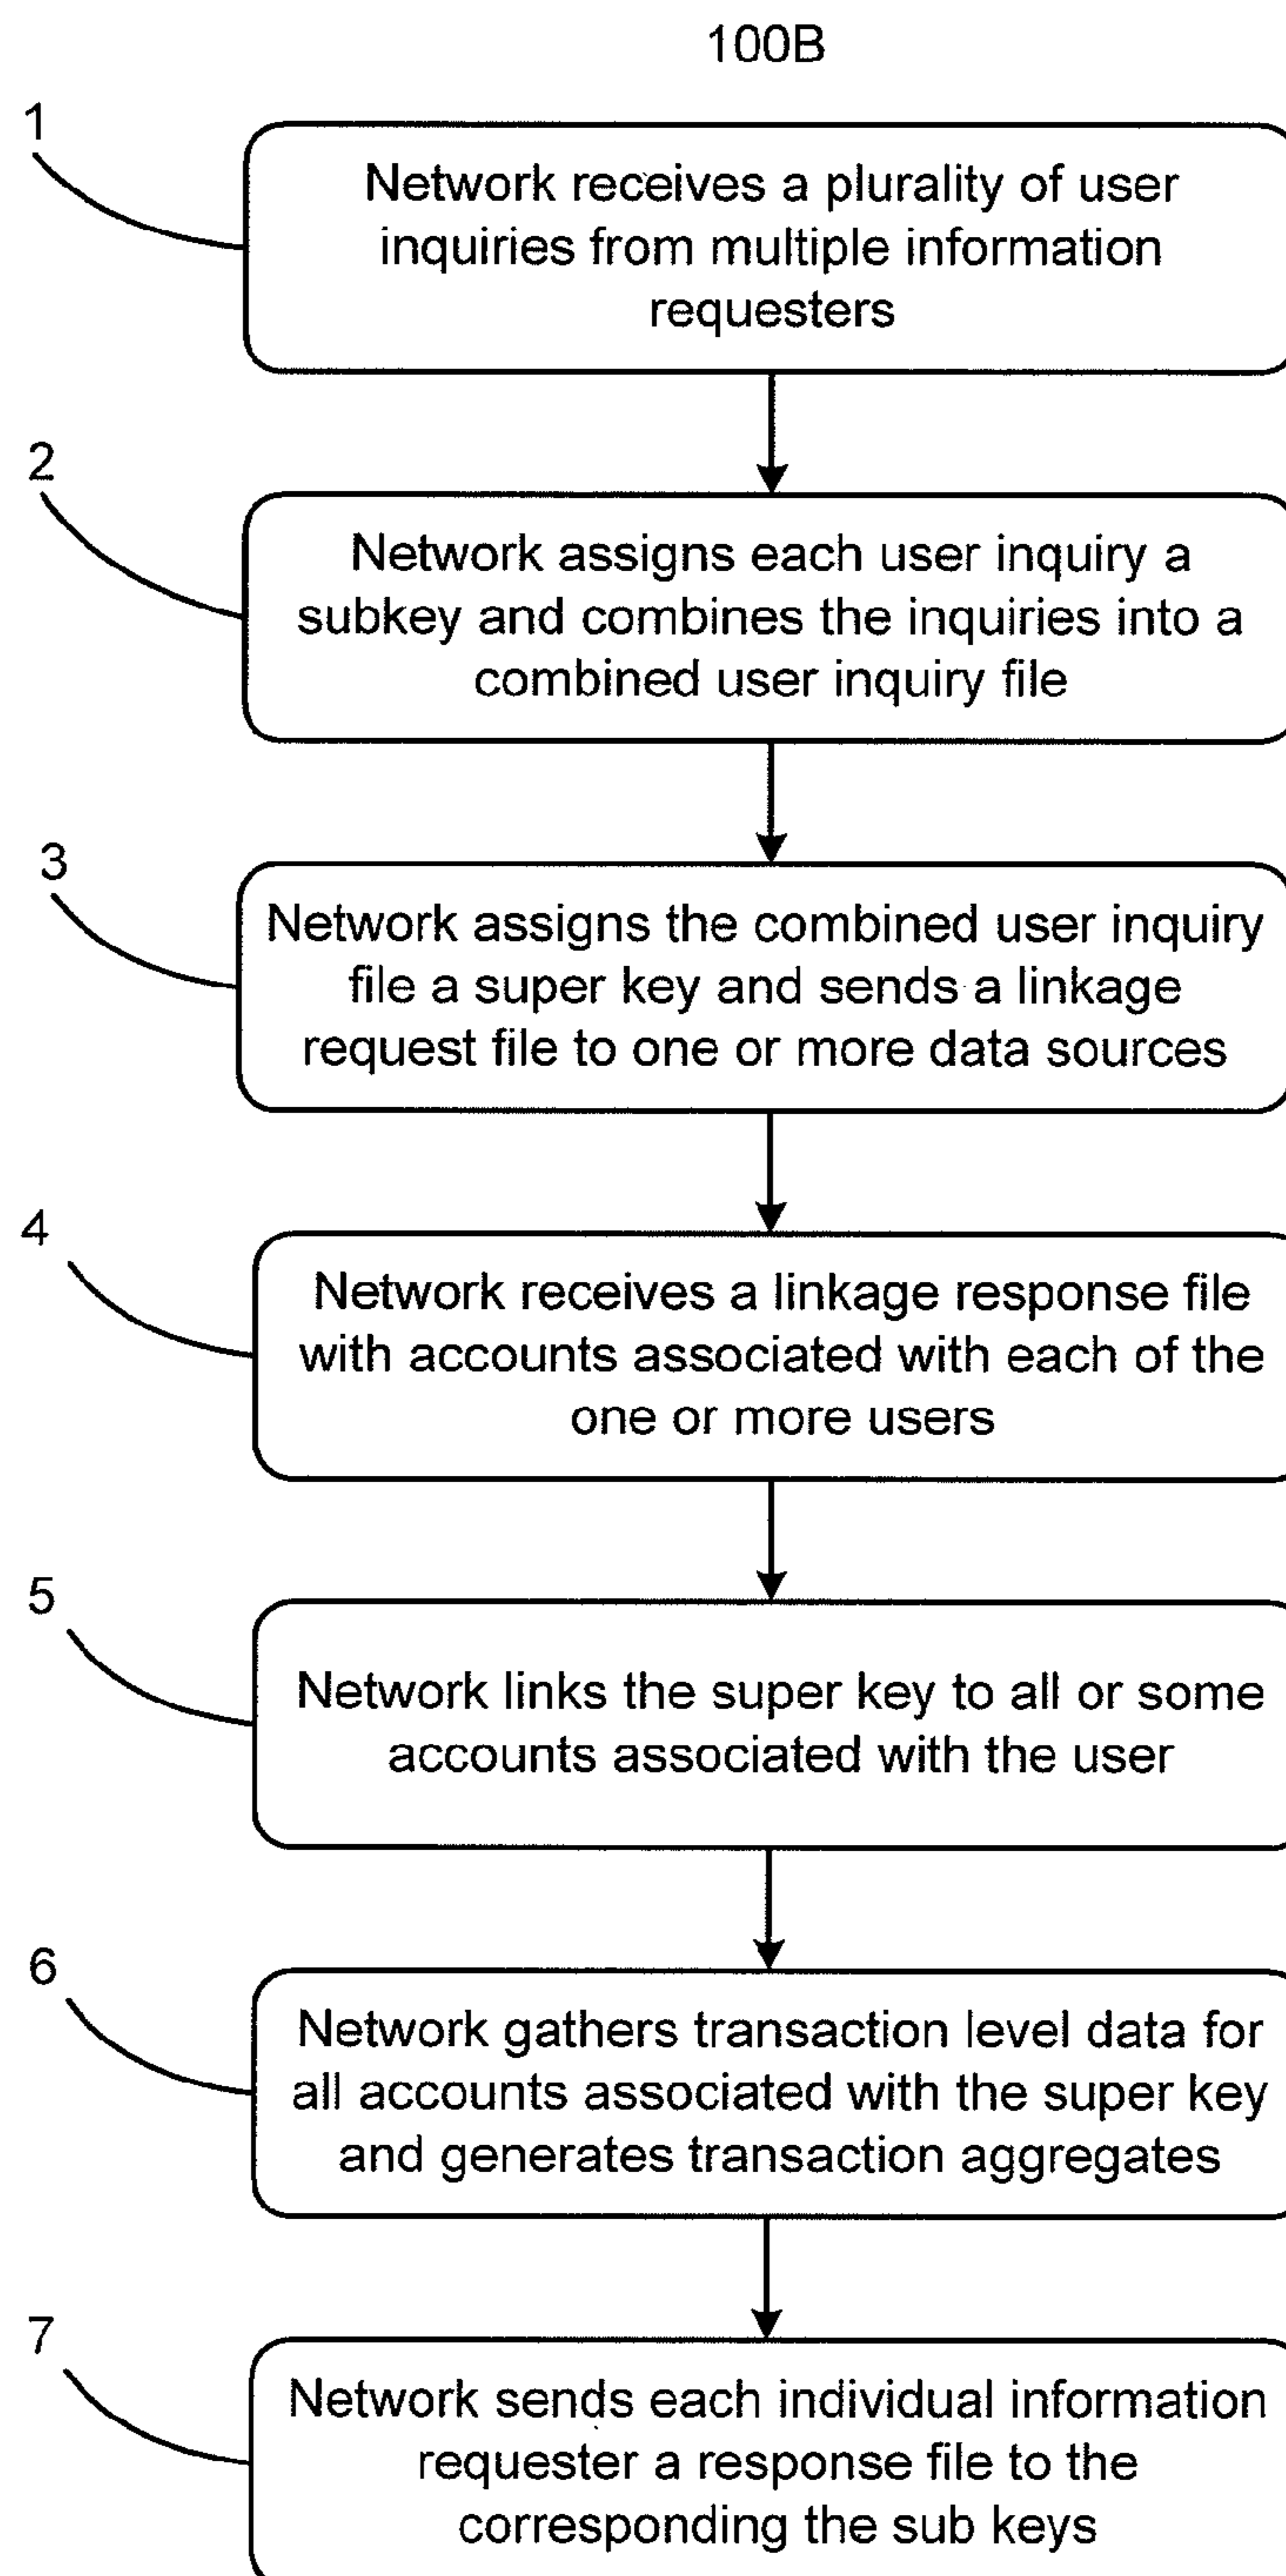 100B
1
Network receives a plurality of user
inquiries from multiple information
requesters
2
Network assigns each user inquiry a
subkey and combines the inquiries into a
combined user inquiry file
3
Network assigns the combined user inquiry
file a super key and sends a linkage
request file to one or more data sources
4
Network receives a linkage response file
with accounts associated with each of the
one or more users
5
Network links the super key to all or some
accounts associated with the user
6
Network gathers transaction level data for
all accounts associated with the super key
and generates transaction aggregates
7
Network sends each individual information
requester a response file to the
corresponding the sub keys